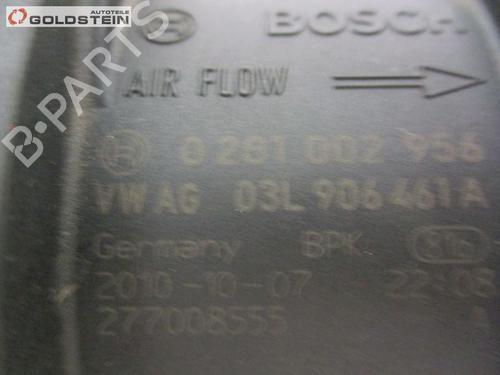 AUTOTEILE
GOLDSTEIN
BOSCH
AIR FLOW
0 281 002 956
VW AG 03L 906 461 A
Germany BPK
2010-10-07 22:08
277008555 A